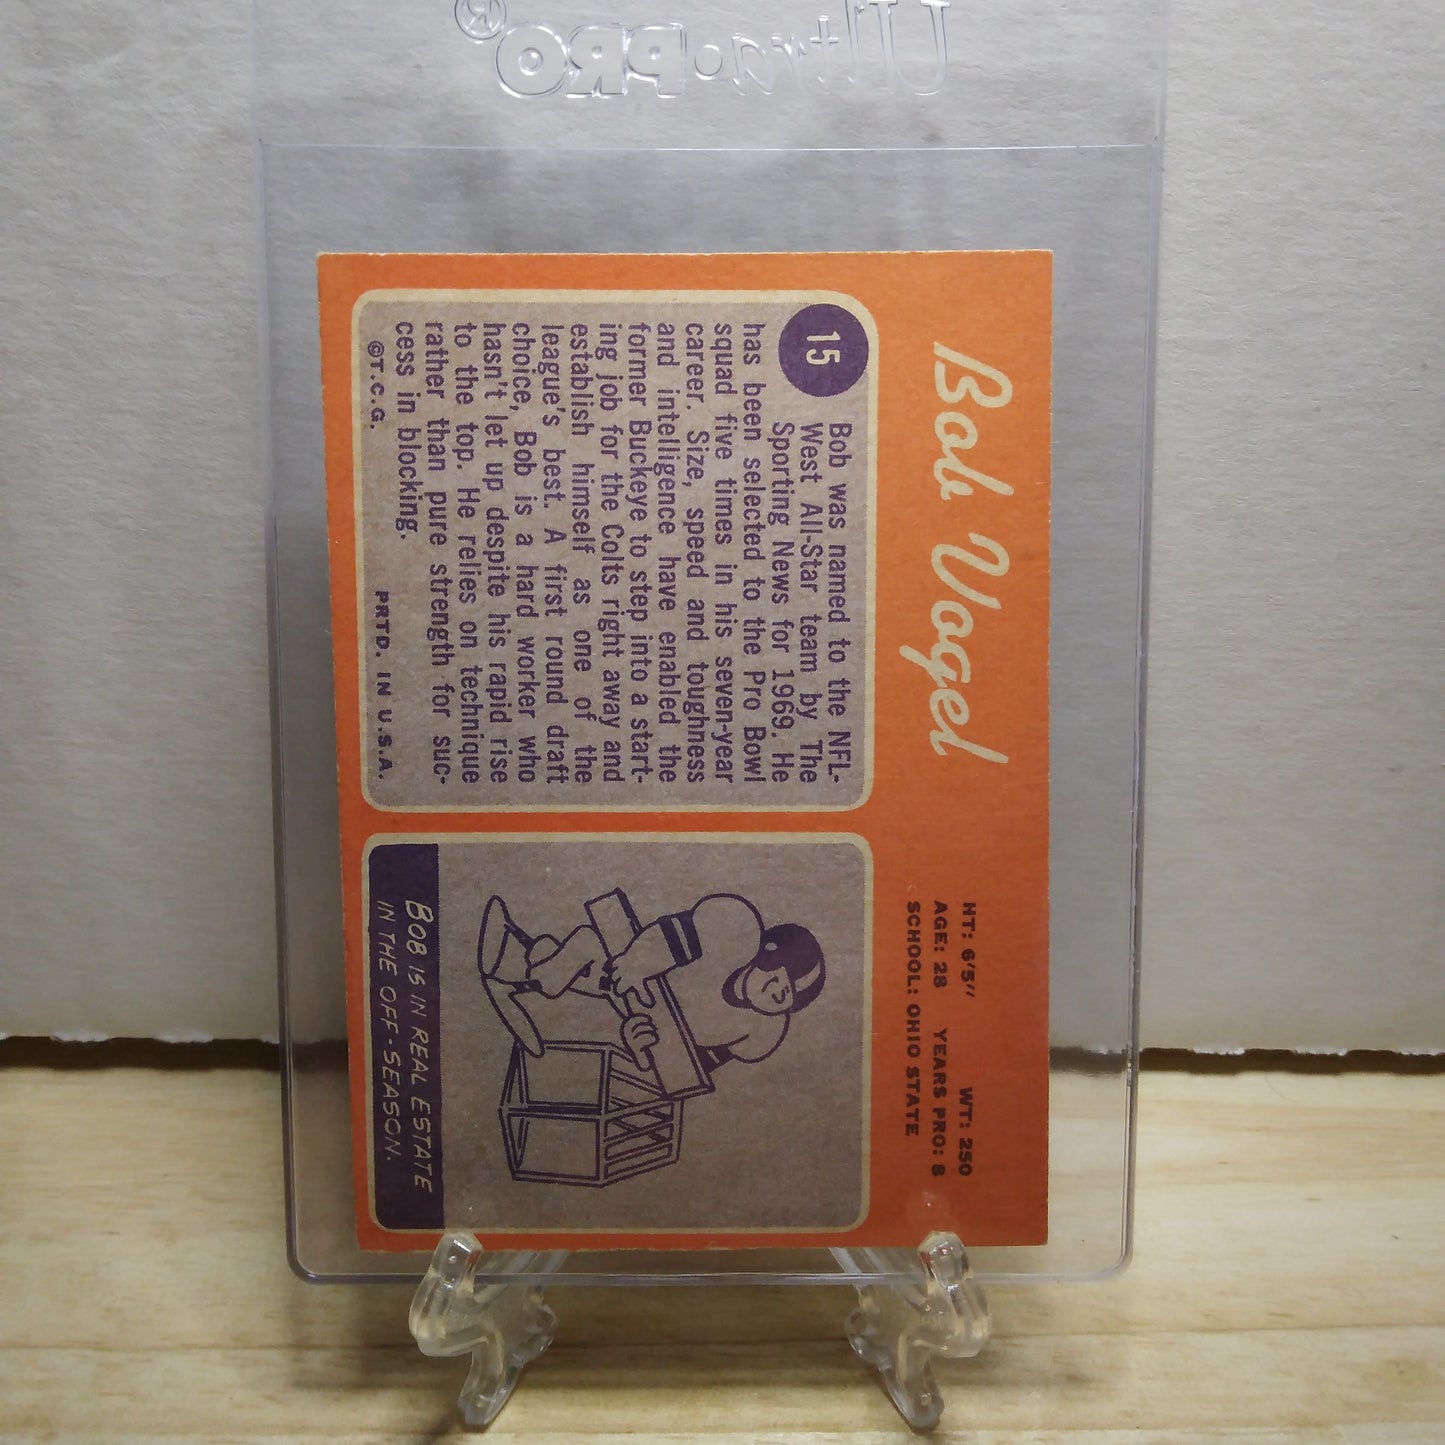 Ultra•PRO®
Bob Vogel
HT: 6'5" WT: 250
AGE: 28 YEARS PRO: 8
SCHOOL: OHIO STATE
15
Bob was named to the NFL-
West All-Star team by The
Sporting News for 1969. He
has been selected to the Pro Bowl
squad five times in his seven-year
career. Size, speed and toughness
and intelligence have enabled the
former Buckeye to step into a start-
ing job for the Colts right away and
establish himself as one of the
league's best. A first round draft
choice, Bob is a hard worker who
hasn't let up despite his rapid rise
to the top. He relies on technique
rather than pure strength for suc-
cess in blocking.
©T.C.G. PRTD. IN U.S.A.
BOB IS IN REAL ESTATE
IN THE OFF-SEASON.